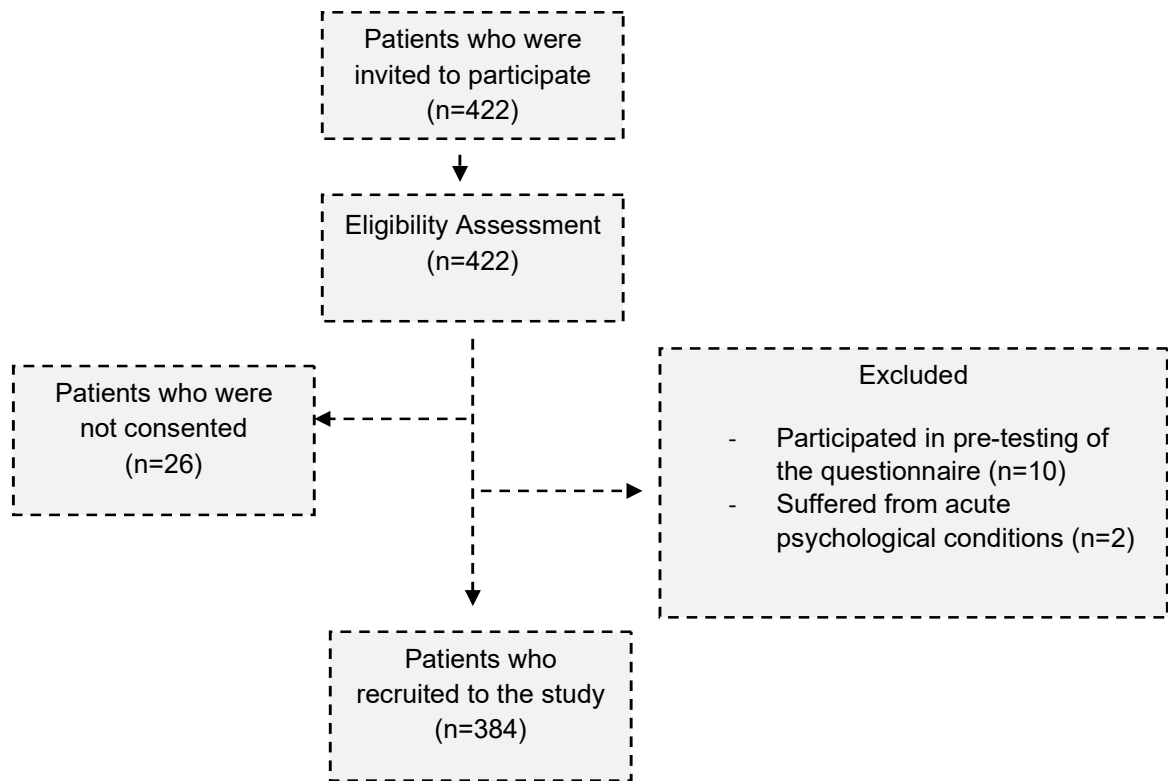 Patients who were
invited to participate
(n=422)
Eligibility Assessment
(n=422)
Patients who were
not consented
(n=26)
Excluded
- Participated in pre-testing of
the questionnaire (n=10)
- Suffered from acute
psychological conditions (n=2)
Patients who
recruited to the study
(n=384)